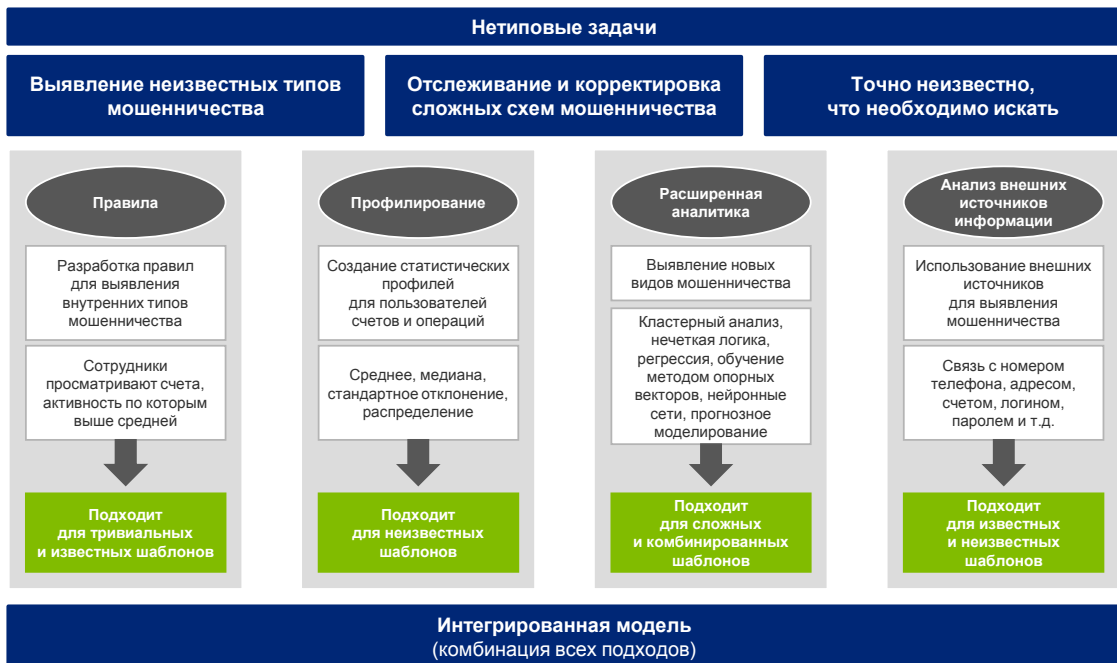 Нетиповые задачи
Выявление неизвестных типов
мошенничества
Отслеживание и корректировка
сложных схем мошенничества
Точно неизвестно,
что необходимо искать
Правила
Разработка правил
для выявления
внутренних типов
мошенничества
Сотрудники
просматривают счета,
активность по которым
выше средней
Подходит
для тривиальных
и известных шаблонов
Профилирование
Создание статистических
профилей
для пользователей
счетов и операций
Среднее, медиана,
стандартное отклонение,
распределение
Подходит
для неизвестных
шаблонов
Расширенная
аналитика
Выявление новых
видов мошенничества
Кластерный анализ,
нечеткая логика,
регрессия, обучение
методом опорных
векторов, нейронные
сети, прогнозное
моделирование
Подходит
для сложных
и комбинированных
шаблонов
Анализ внешних
источников
информации
Использование внешних
источников
для выявления
мошенничества
Связь с номером
телефона, адресом,
счетом, логином,
паролем и т.д.
Подходит
для известных
и неизвестных
шаблонов
Интегрированная модель
(комбинация всех подходов)